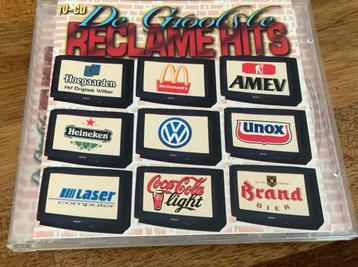 TV-CD
De Grootste
RECLAME HITS
Hoegaarden
Het Originele Witbier
McDonald's
AMEV
Heineken
unox
Laser
computer
Coca-Cola
light
Brand
BIER